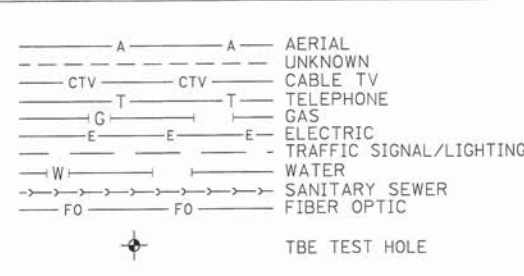 A A AERIAL
UNKNOWN
CTV CTV CABLE TV
T T TELEPHONE
G GAS
E E E ELECTRIC
TRAFFIC SIGNAL/LIGHTING
W WATER
SANITARY SEWER
FO FO FIBER OPTIC
TBE TEST HOLE